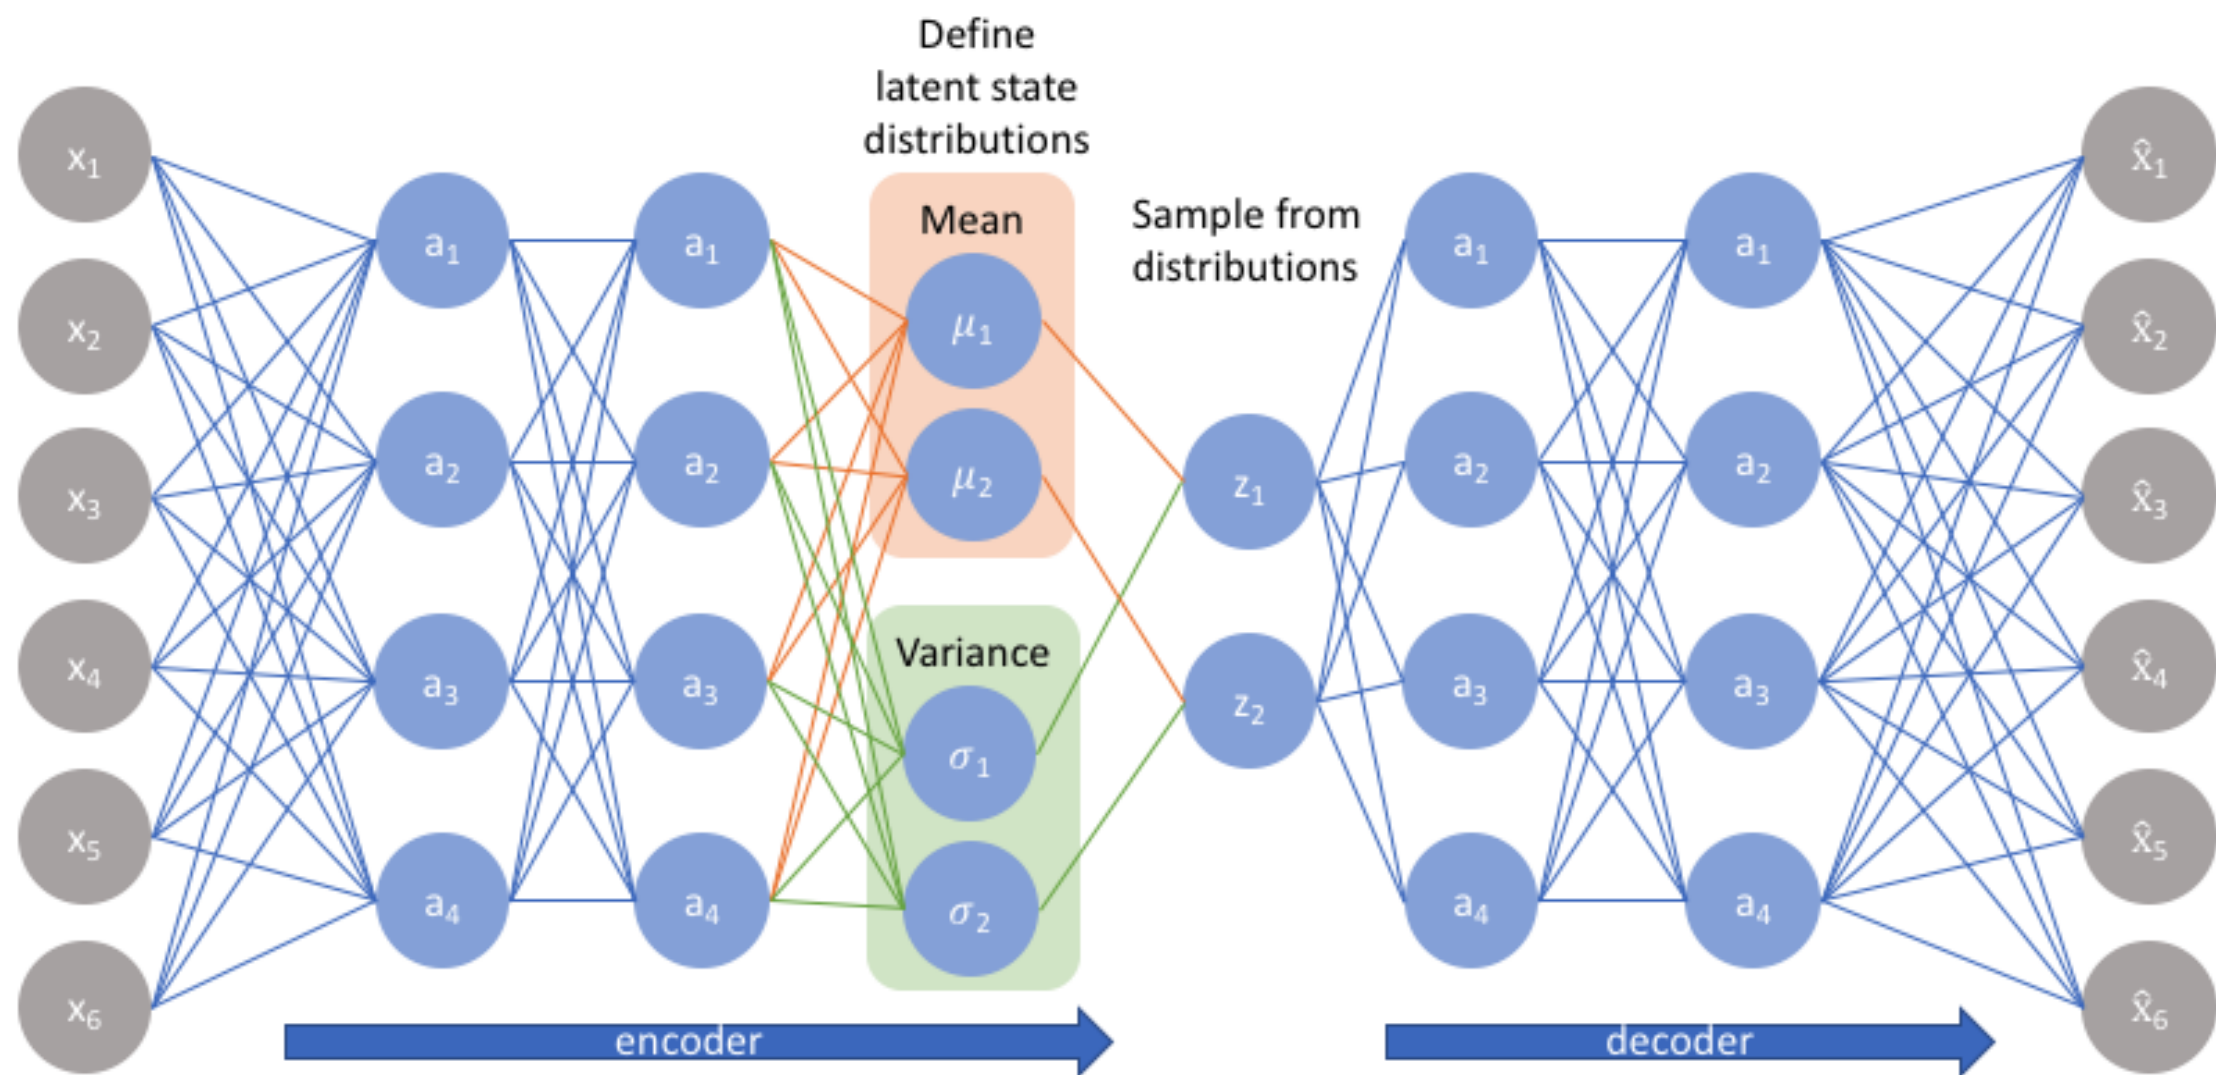 Define
latent state
distributions
x₁
x₂
x₃
x₄
x₅
x₆
a₁
a₂
a₃
a₄
a₁
a₂
a₃
a₄
Mean
μ₁
μ₂
Variance
σ₁
σ₂
Sample from
distributions
z₁
z₂
a₁
a₂
a₃
a₄
a₁
a₂
a₃
a₄
x̂₁
x̂₂
x̂₃
x̂₄
x̂₅
x̂₆
encoder
decoder